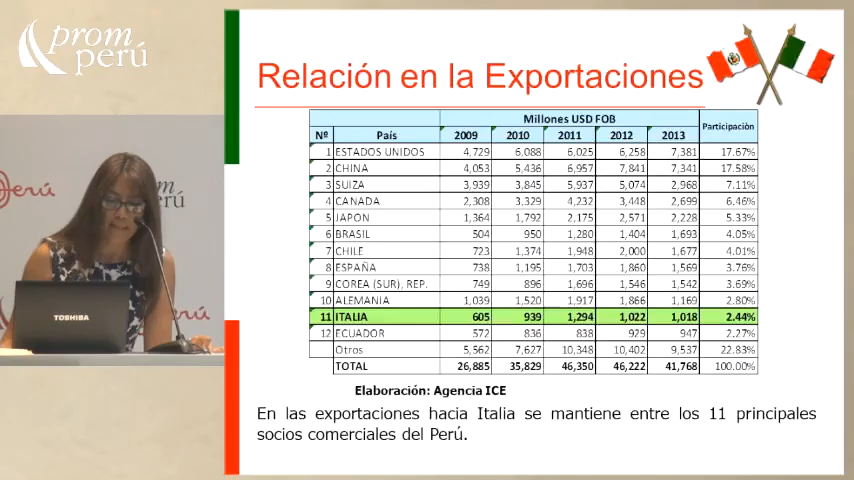 prom
perú
Relación en la Exportaciones
Millones USD FOB
Nº País 2009 2010 2011 2012 2013 Participación
1 ESTADOS UNIDOS 4,729 6,088 6,025 6,258 7,381 17.67%
2 CHINA 4,053 5,436 6,957 7,841 7,341 17.58%
3 SUIZA 3,939 3,845 5,937 5,074 2,968 7.11%
4 CANADA 2,308 3,329 4,232 3,448 2,699 6.46%
5 JAPON 1,364 1,792 2,175 2,571 2,228 5.33%
6 BRASIL 504 950 1,280 1,404 1,693 4.05%
7 CHILE 723 1,374 1,948 2,000 1,677 4.01%
8 ESPAÑA 738 1,195 1,703 1,860 1,569 3.76%
9 COREA (SUR), REP. 749 896 1,696 1,546 1,542 3.69%
10 ALEMANIA 1,039 1,520 1,917 1,866 1,169 2.80%
11 ITALIA 605 939 1,294 1,022 1,018 2.44%
12 ECUADOR 572 836 838 929 947 2.27%
Otros 5,562 7,627 10,348 10,402 9,537 22.83%
TOTAL 26,885 35,829 46,350 46,222 41,768 100.00%
Elaboración: Agencia ICE
En las exportaciones hacia Italia se mantiene entre los 11 principales
socios comerciales del Perú.
TOSHIBA